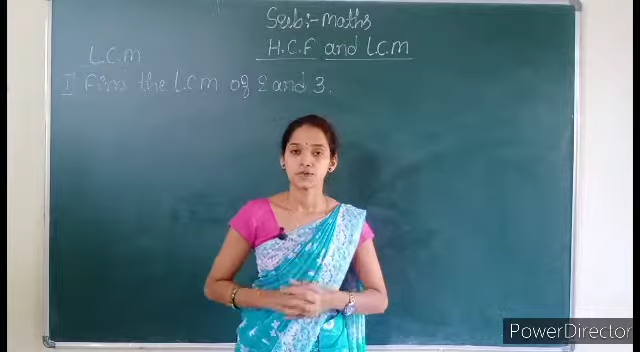 Sub:- Maths
H.C.F and L.C.M
L.C.M
I Find the L.C.M of 2 and 3.
PowerDirector